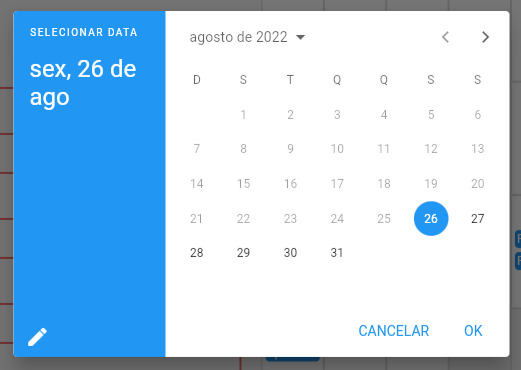 SELECIONAR DATA
sex, 26 de
ago
agosto de 2022
D S T Q Q S S
1 2 3 4 5 6
7 8 9 10 11 12 13
14 15 16 17 18 19 20
21 22 23 24 25 26 27
28 29 30 31
CANCELAR OK